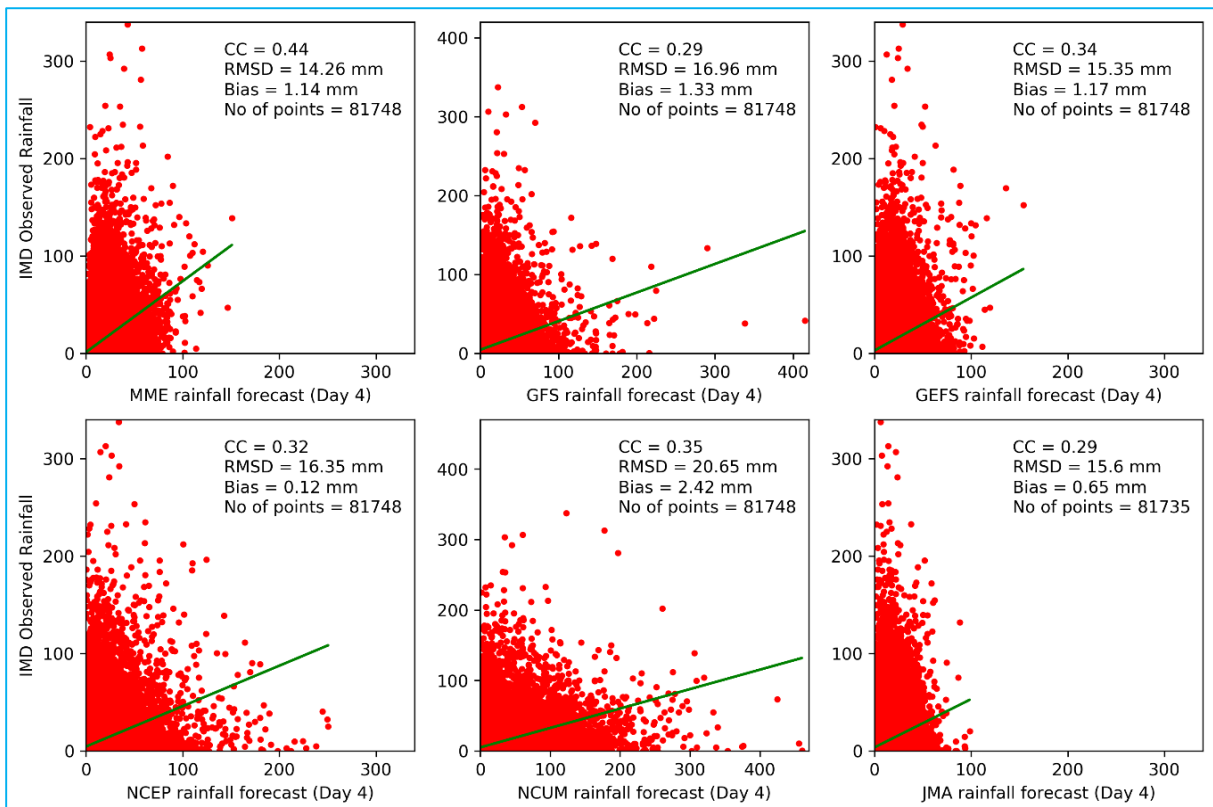 CC = 0.44
RMSD = 14.26 mm
Bias = 1.14 mm
No of points = 81748
IMD Observed Rainfall
300
200
100
0
0 100 200 300
MME rainfall forecast (Day 4)
CC = 0.29
RMSD = 16.96 mm
Bias = 1.33 mm
No of points = 81748
400
300
200
100
0
0 100 200 300 400
GFS rainfall forecast (Day 4)
CC = 0.34
RMSD = 15.35 mm
Bias = 1.17 mm
No of points = 81748
300
200
100
0
0 100 200 300
GEFS rainfall forecast (Day 4)
CC = 0.32
RMSD = 16.35 mm
Bias = 0.12 mm
No of points = 81748
IMD Observed Rainfall
300
200
100
0
0 100 200 300
NCEP rainfall forecast (Day 4)
CC = 0.35
RMSD = 20.65 mm
Bias = 2.42 mm
No of points = 81748
400
300
200
100
0
0 100 200 300 400
NCUM rainfall forecast (Day 4)
CC = 0.29
RMSD = 15.6 mm
Bias = 0.65 mm
No of points = 81735
300
200
100
0
0 100 200 300
JMA rainfall forecast (Day 4)